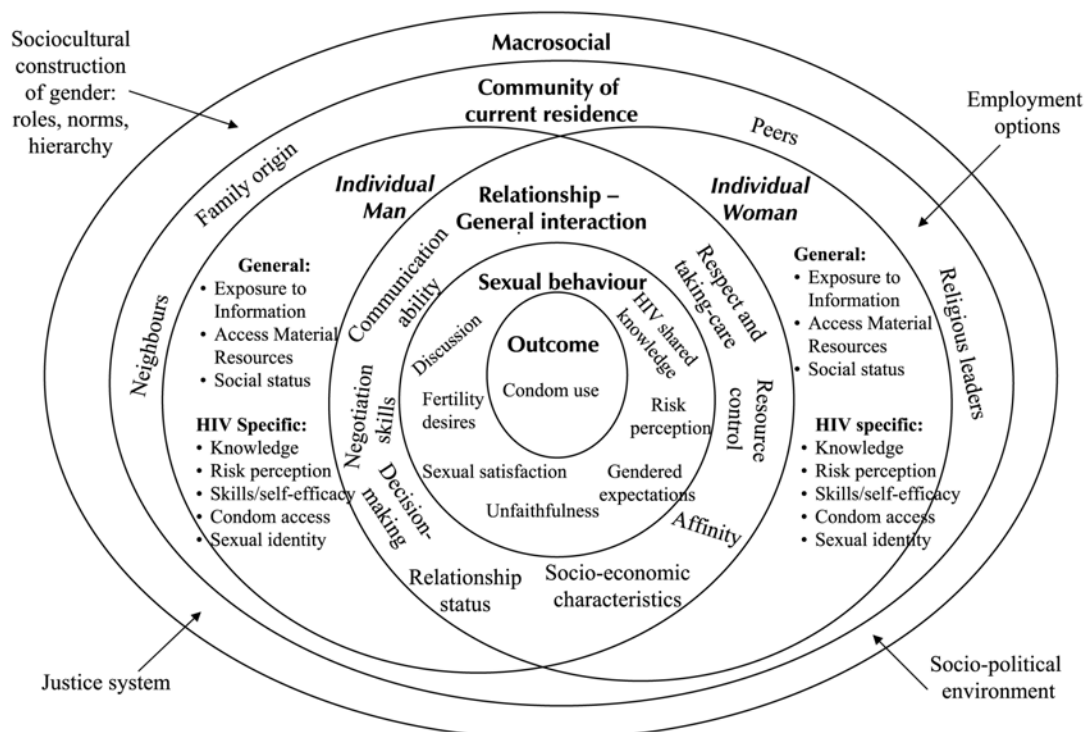 Macrosocial
Sociocultural
construction
of gender:
roles, norms,
hierarchy
Community of
current residence
Employment
options
Family origin
Peers
Neighbours
Religious leaders
Individual
Man
Relationship –
General interaction
Individual
Woman
General:
• Exposure to
Information
• Access Material
Resources
• Social status
HIV Specific:
• Knowledge
• Risk perception
• Skills/self-efficacy
• Condom access
• Sexual identity
Communication
ability
Negotiation
skills
Decision-
making
Relationship
status
Socio-economic
characteristics
Affinity
Resource
control
Respect and
taking-care
Sexual behaviour
Discussion
HIV shared
knowledge
Fertility
desires
Risk
perception
Sexual satisfaction
Gendered
expectations
Unfaithfulness
Outcome
Condom use
General:
• Exposure to
Information
• Access Material
Resources
• Social status
HIV specific:
• Knowledge
• Risk perception
• Skills/self-efficacy
• Condom access
• Sexual identity
Justice system
Socio-political
environment